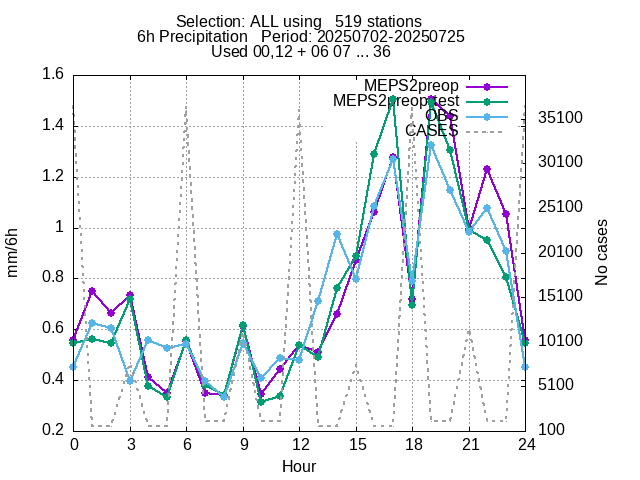 Selection: ALL using 519 stations
6h Precipitation Period: 20250702-20250725
Used 00,12 + 06 07 ... 36
MEPS2preop
MEPS2preop_test
OBS
CASES
1.6
1.4
1.2
1
0.8
0.6
0.4
0.2
mm/6h
35100
30100
25100
20100
15100
10100
5100
100
No cases
0 3 6 9 12 15 18 21 24
Hour